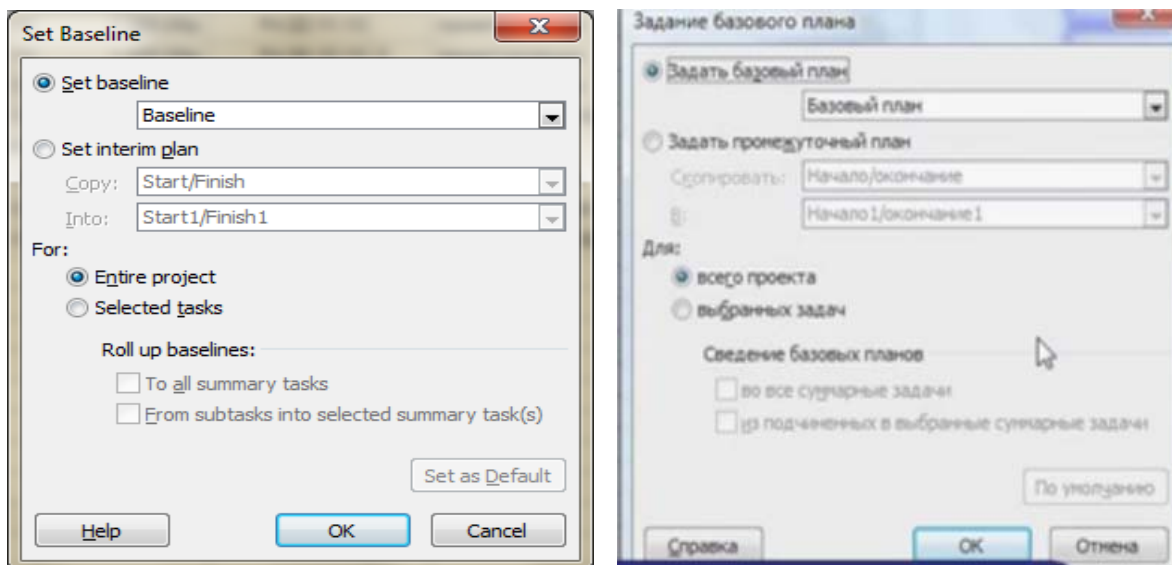 Set Baseline
Set baseline
Baseline
Set interim plan
Copy: Start/Finish
Into: Start1/Finish1
For:
Entire project
Selected tasks
Roll up baselines:
To all summary tasks
From subtasks into selected summary task(s)
Set as Default
Help OK Cancel
Задание базового плана
Задать базовый план
Базовый план
Задать промежуточный план
Скопировать: Начало/окончание
В: Начало1/окончание1
Для:
всего проекта
выбранных задач
Сведение базовых планов
во все суммарные задачи
из подчиненных в выбранные суммарные задачи
По умолчанию
Справка OK Отмена